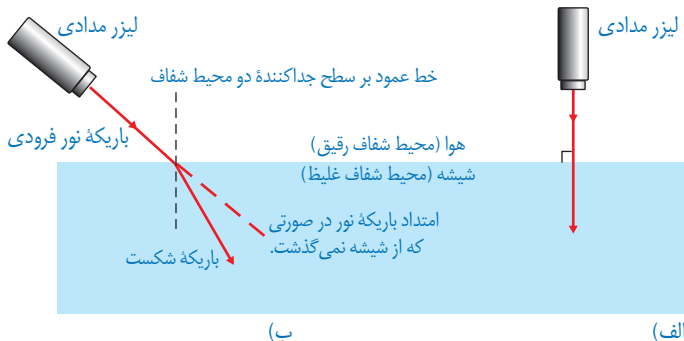 لیزر مدادی
لیزر مدادی
خط عمود بر سطح جداکنندهٔ دو محیط شفاف
باریکهٔ نور فرودی
هوا (محیط شفاف رقیق)
شیشه (محیط شفاف غلیظ)
امتداد باریکهٔ نور در صورتی
که از شیشه نمی‌گذشت.
باریکهٔ شکست
الف)
ب)